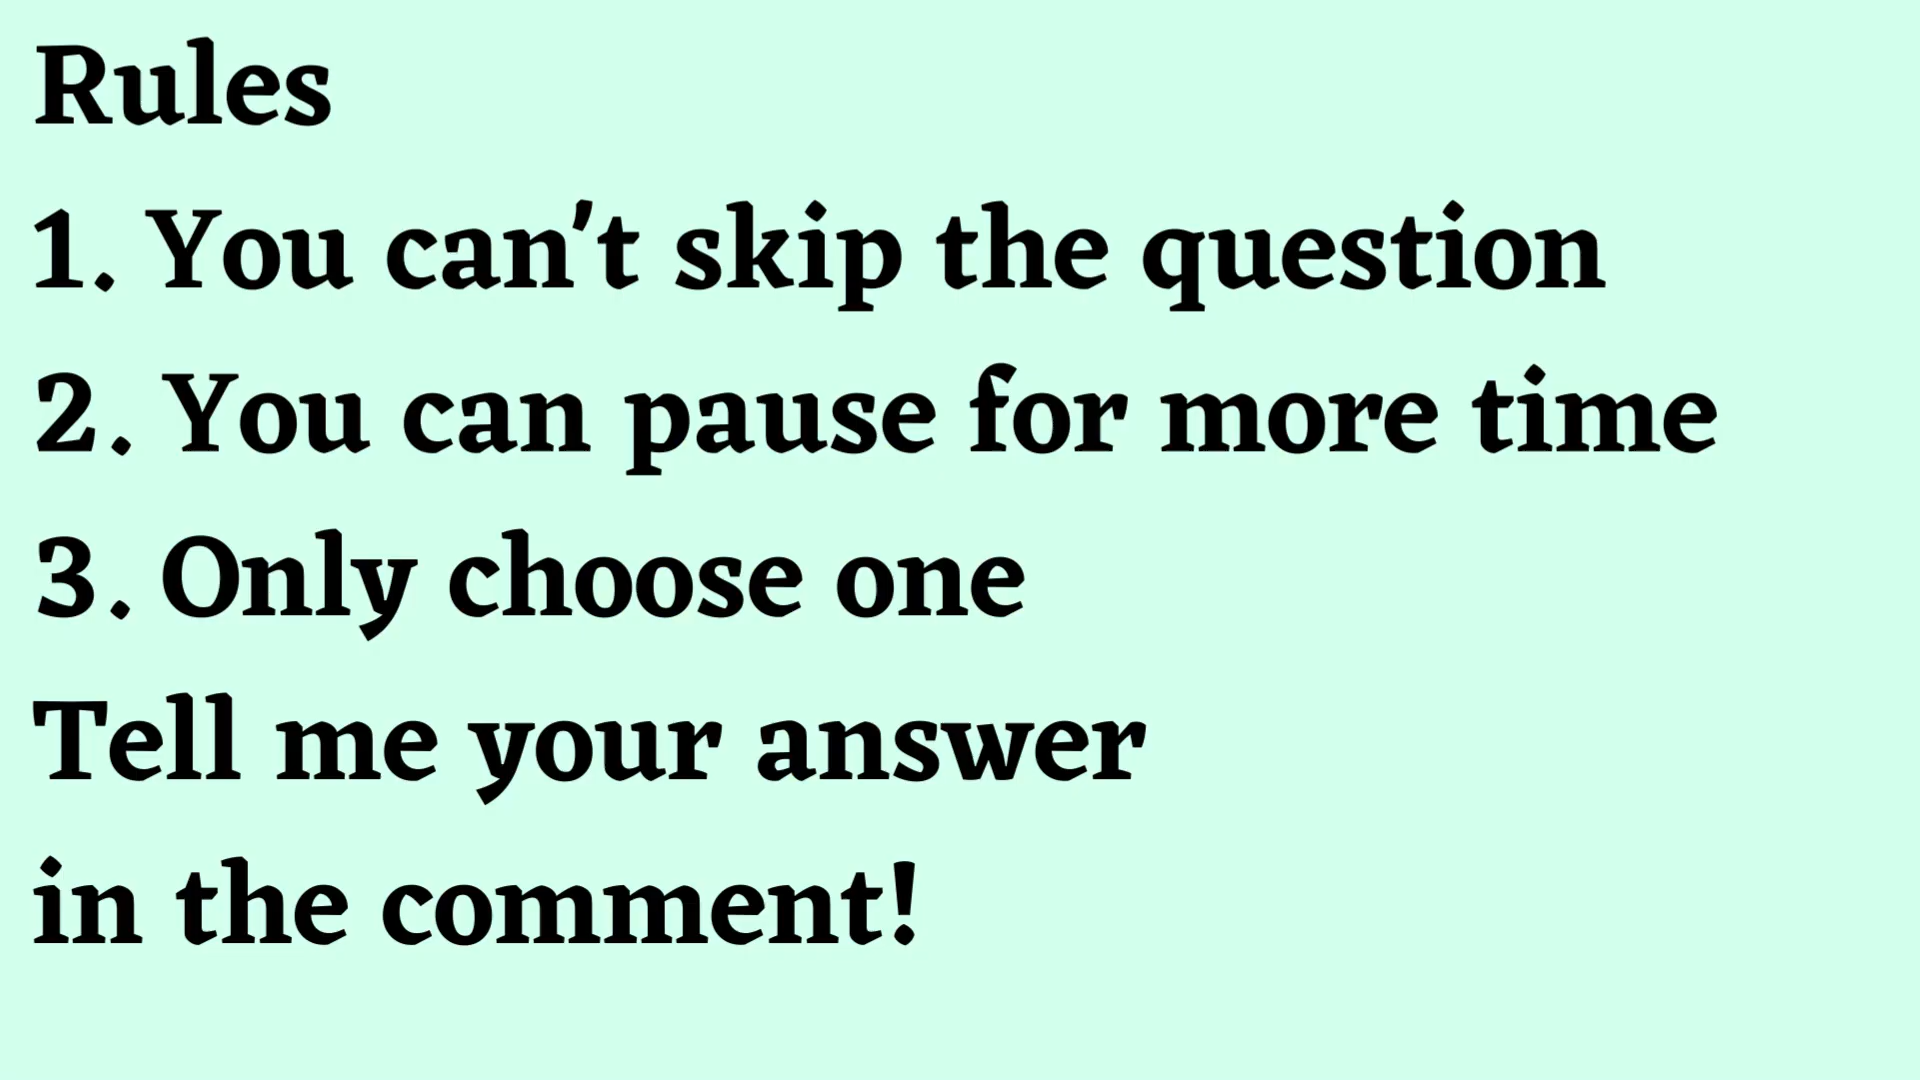 Rules
1. You can't skip the question
2. You can pause for more time
3. Only choose one
Tell me your answer
in the comment!